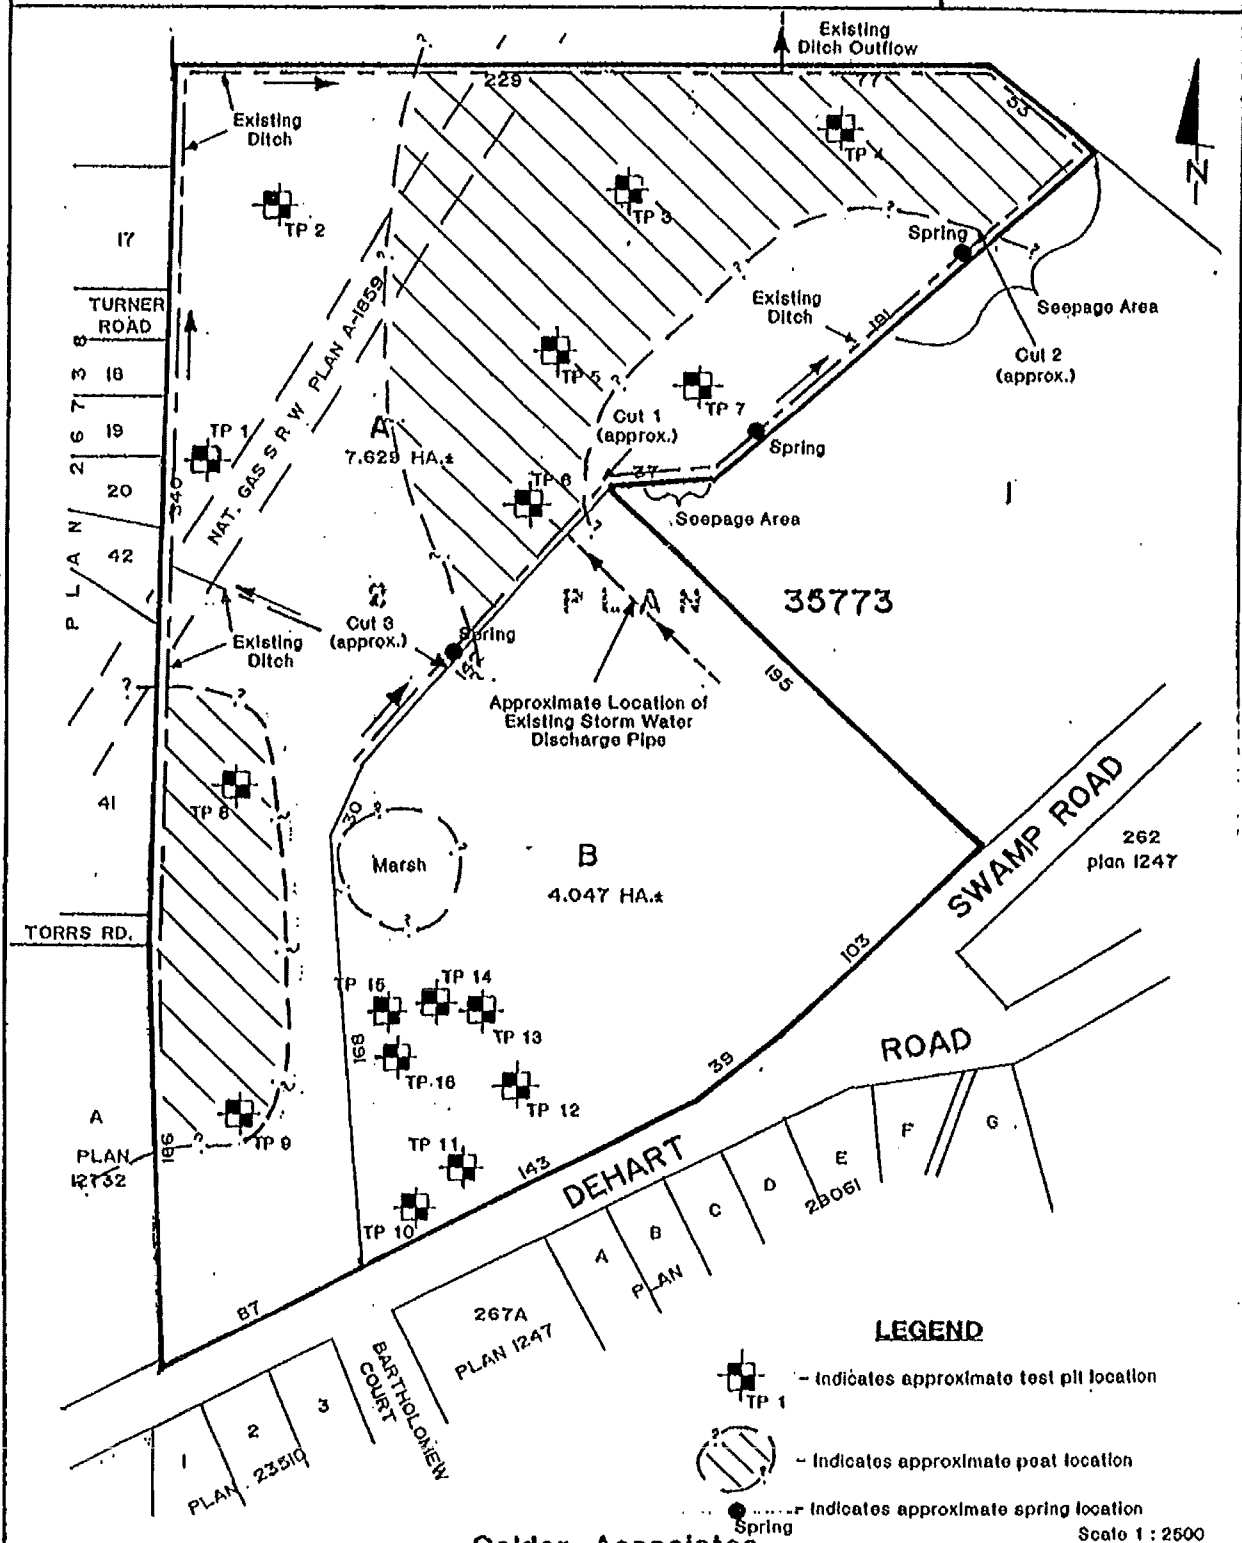 Existing
Ditch Outflow
229
77
53
Existing
Ditch
TP 4
N
TP 3
TP 2
17
Spring
Seepage Area
TURNER
ROAD
Existing
Ditch
191
NAT. GAS S R W PLAN A-1859
Cut 2
(approx.)
18
TP 5
TP 7
PLAN 26738
19
TP 1
A
7.629 HA.±
Cut 1
(approx.)
Spring
20
340
TP 6
37
Seepage Area
1
42
Cut 3
(approx.)
PLAN 35773
Existing
Ditch
Spring
142
195
Approximate Location of
Existing Storm Water
Discharge Pipe
41
TP 8
30
Marsh
B
4.047 HA.±
SWAMP ROAD
262
plan 1247
TORRS RD.
103
TP 15
TP 14
TP 13
168
TP 16
39
ROAD
TP 12
A
PLAN
12732
186
TP 9
TP 11
143
DEHART
TP 10
A
B
C
D
E
F
G
PLAN
28061
87
267A
PLAN 1247
BARTHOLOMEW
COURT
1
2
3
PLAN 23510
LEGEND
TP 1
- Indicates approximate test pit location
- Indicates approximate peat location
Spring
- Indicates approximate spring location
Scale 1 : 2500
Golder Associates